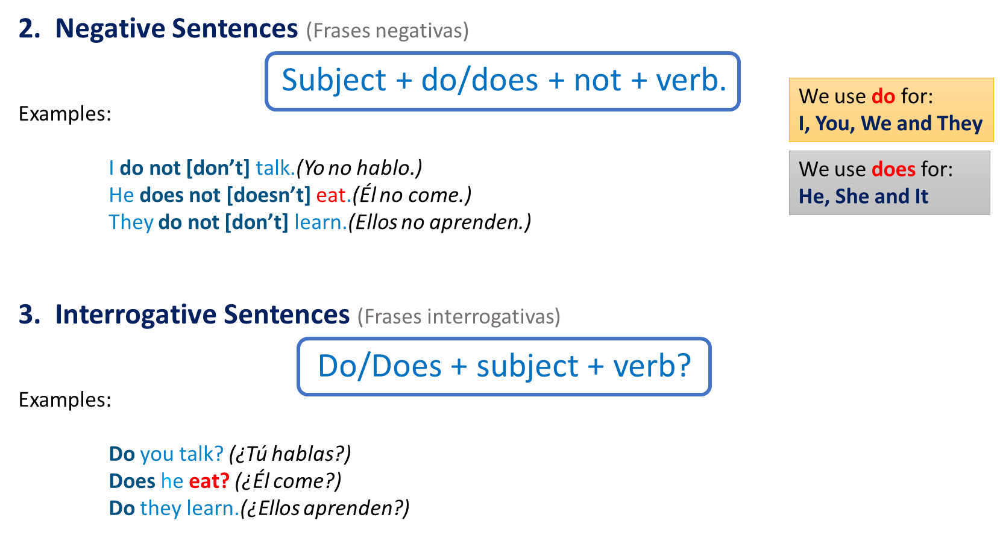 2. Negative Sentences (Frases negativas)
Subject + do/does + not + verb.
We use do for:
I, You, We and They
Examples:
We use does for:
He, She and It
I do not [don’t] talk.(Yo no hablo.)
He does not [doesn’t] eat.(Él no come.)
They do not [don’t] learn.(Ellos no aprenden.)
3. Interrogative Sentences (Frases interrogativas)
Do/Does + subject + verb?
Examples:
Do you talk? (¿Tú hablas?)
Does he eat? (¿Él come?)
Do they learn.(¿Ellos aprenden?)